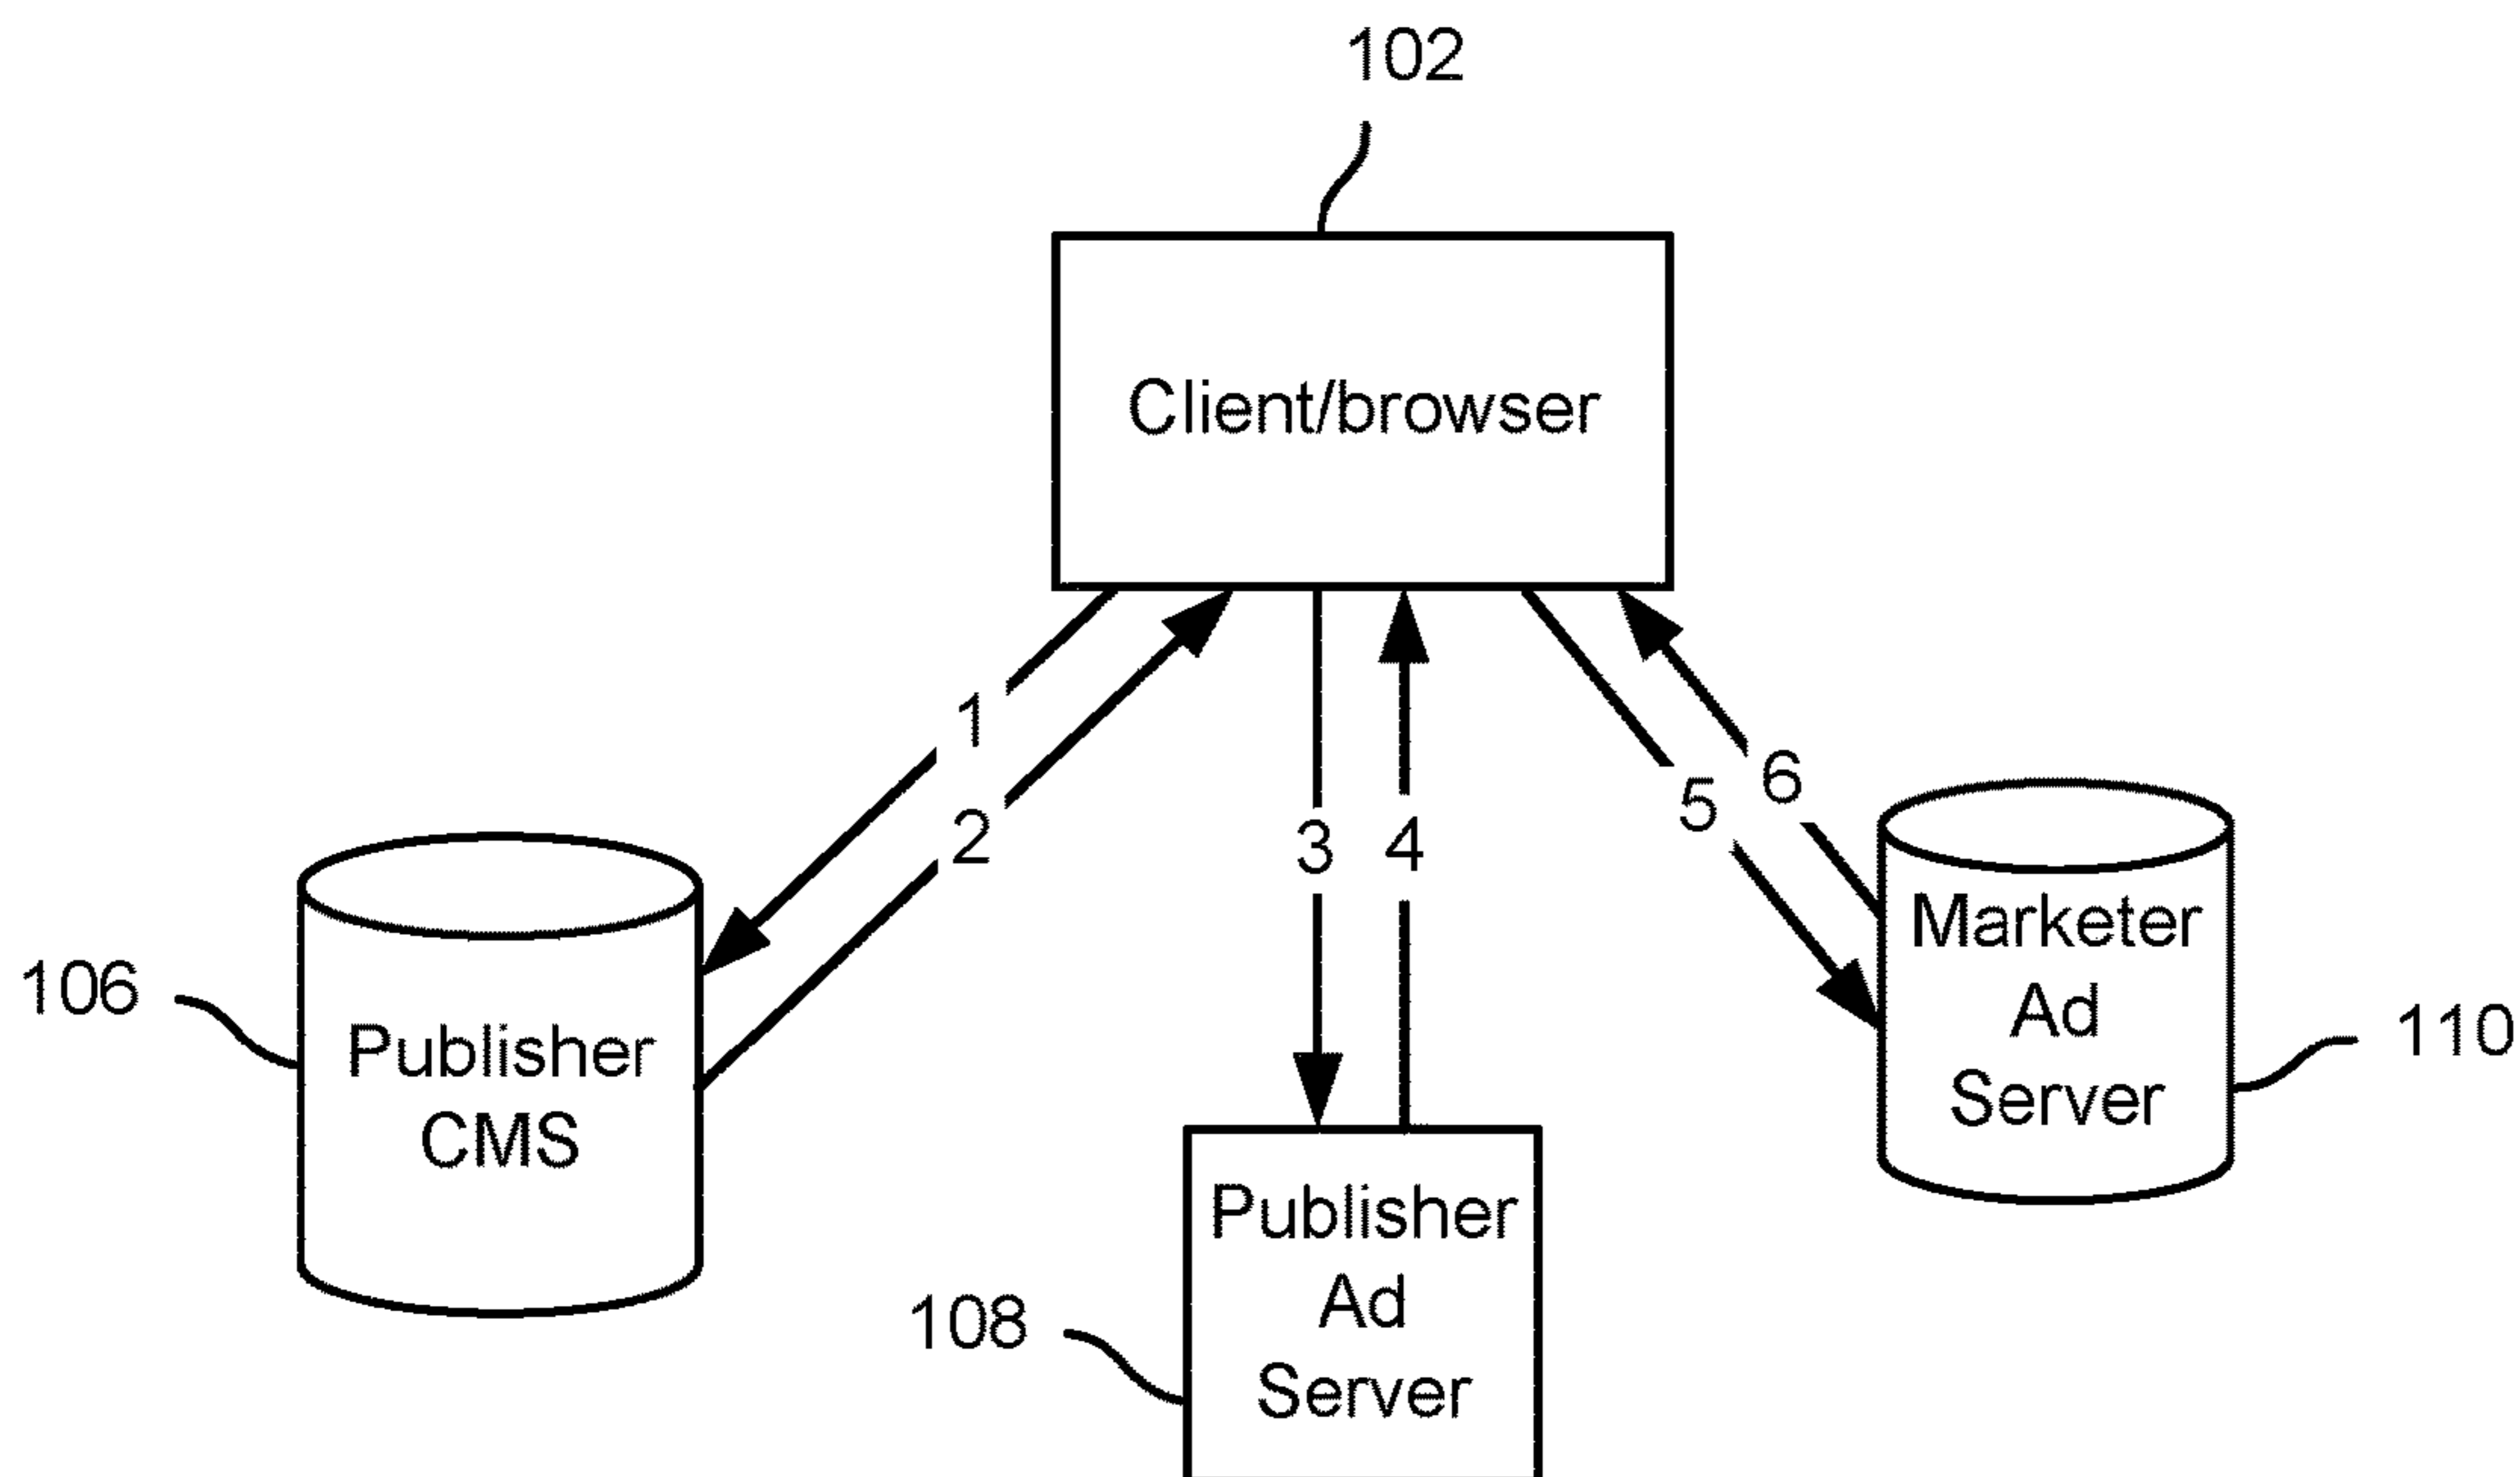 102
Client/browser
1
2
3
4
5
6
106
Publisher
CMS
Marketer
Ad
Server
110
108
Publisher
Ad
Server